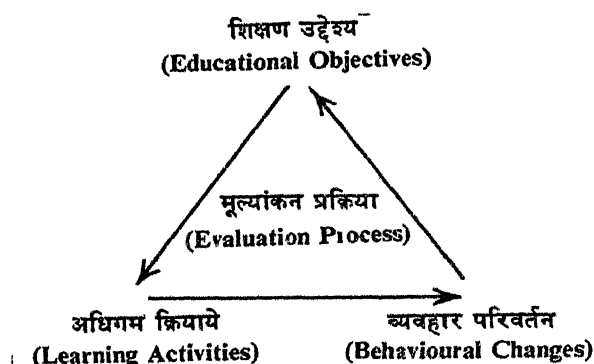 शिक्षण उद्देश्य
(Educational Objectives)
मूल्यांकन प्रक्रिया
(Evaluation Process)
अधिगम क्रियाये
(Learning Activities)
व्यवहार परिवर्तन
(Behavioural Changes)